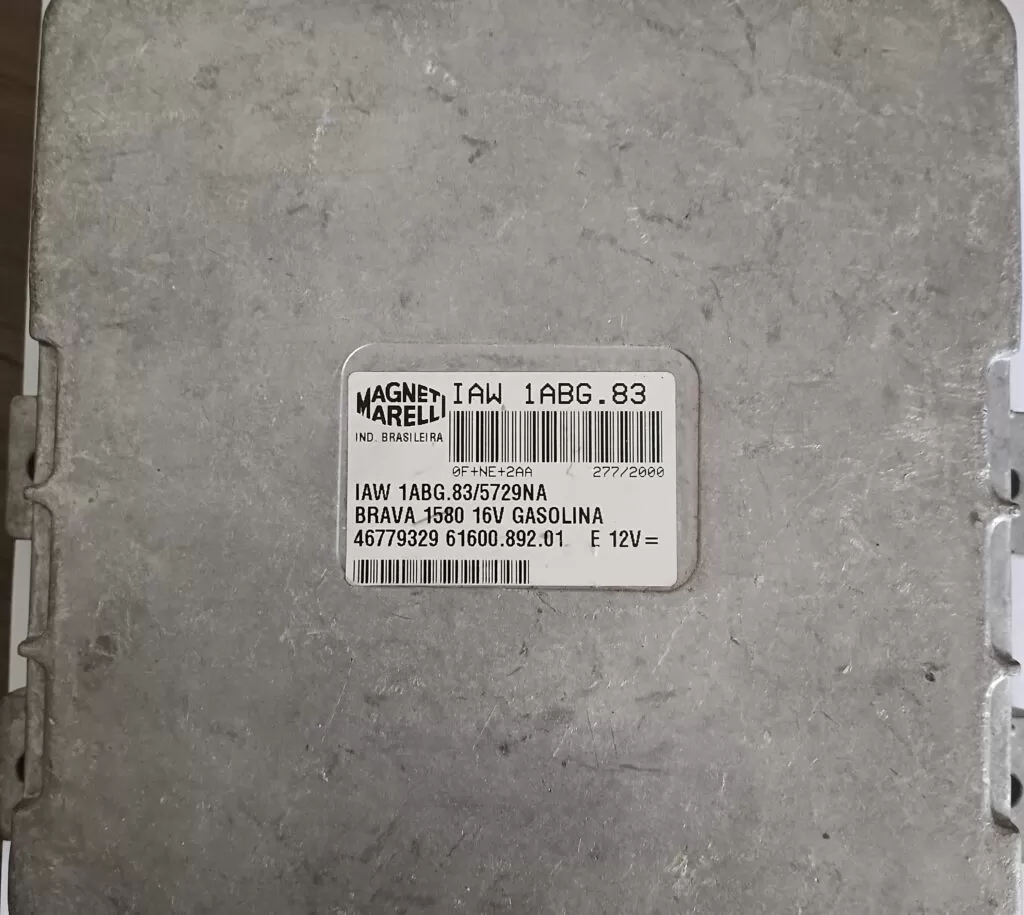 MAGNETI MARELLI
IAW 1ABG.83
IND. BRASILEIRA
0F+NE+2AA 277/2000
IAW 1ABG.83/5729NA
BRAVA 1580 16V GASOLINA
46779329 61600.892.01 E 12V=